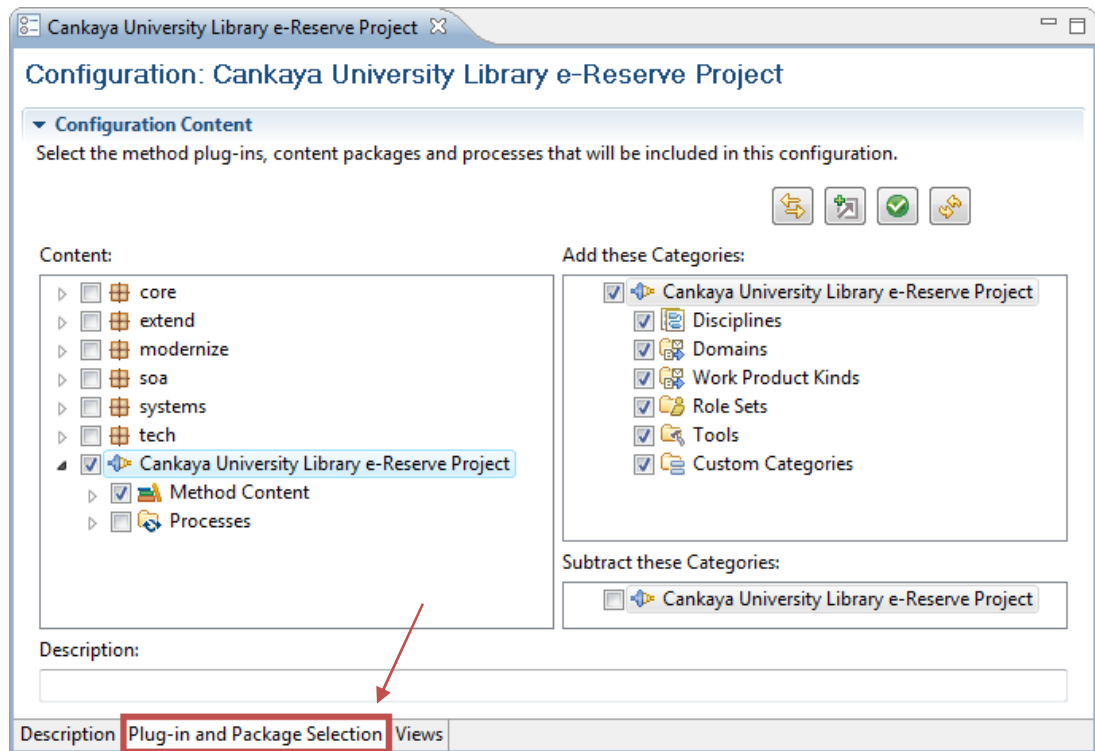 Cankaya University Library e-Reserve Project
Configuration: Cankaya University Library e-Reserve Project
Configuration Content
Select the method plug-ins, content packages and processes that will be included in this configuration.
Content:
core
extend
modernize
soa
systems
tech
Cankaya University Library e-Reserve Project
Method Content
Processes
Add these Categories:
Cankaya University Library e-Reserve Project
Disciplines
Domains
Work Product Kinds
Role Sets
Tools
Custom Categories
Subtract these Categories:
Cankaya University Library e-Reserve Project
Description:
Description Plug-in and Package Selection Views